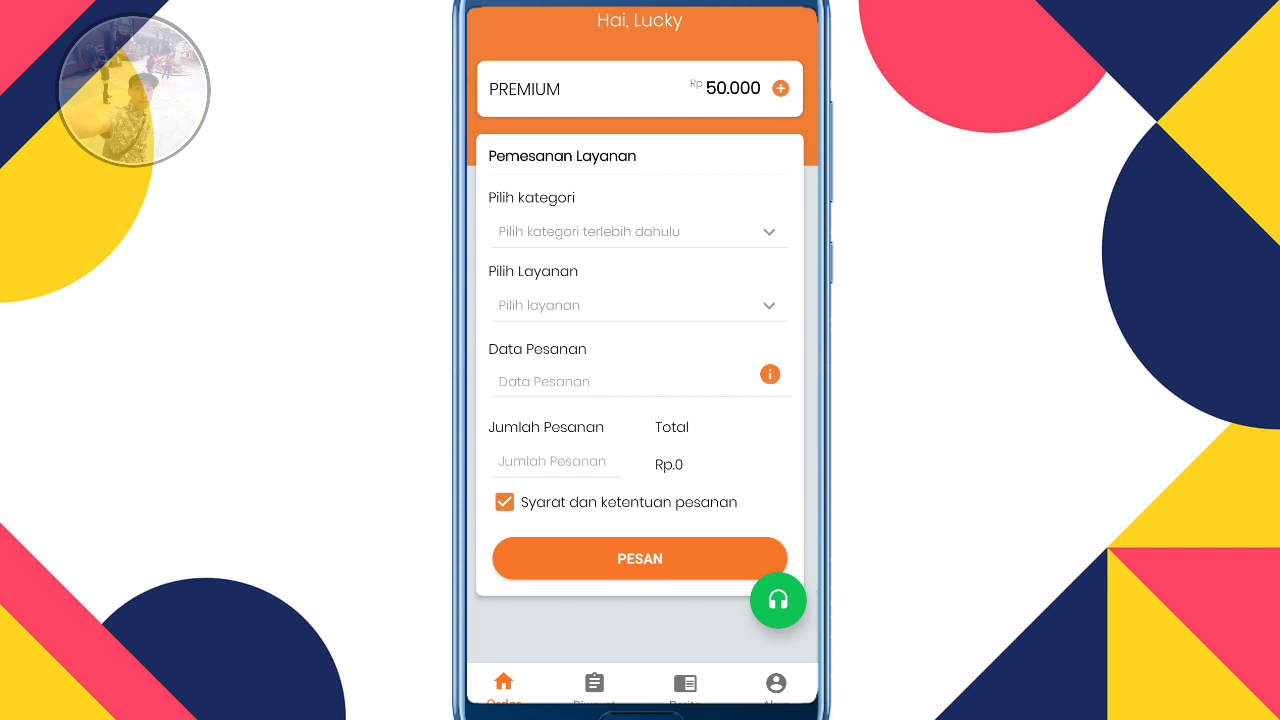 Hai, Lucky
PREMIUM
Rp 50.000
Pemesanan Layanan
Pilih kategori
Pilih kategori terlebih dahulu
Pilih Layanan
Pilih layanan
Data Pesanan
Data Pesanan
Jumlah Pesanan
Total
Jumlah Pesanan
Rp.0
Syarat dan ketentuan pesanan
PESAN
Order